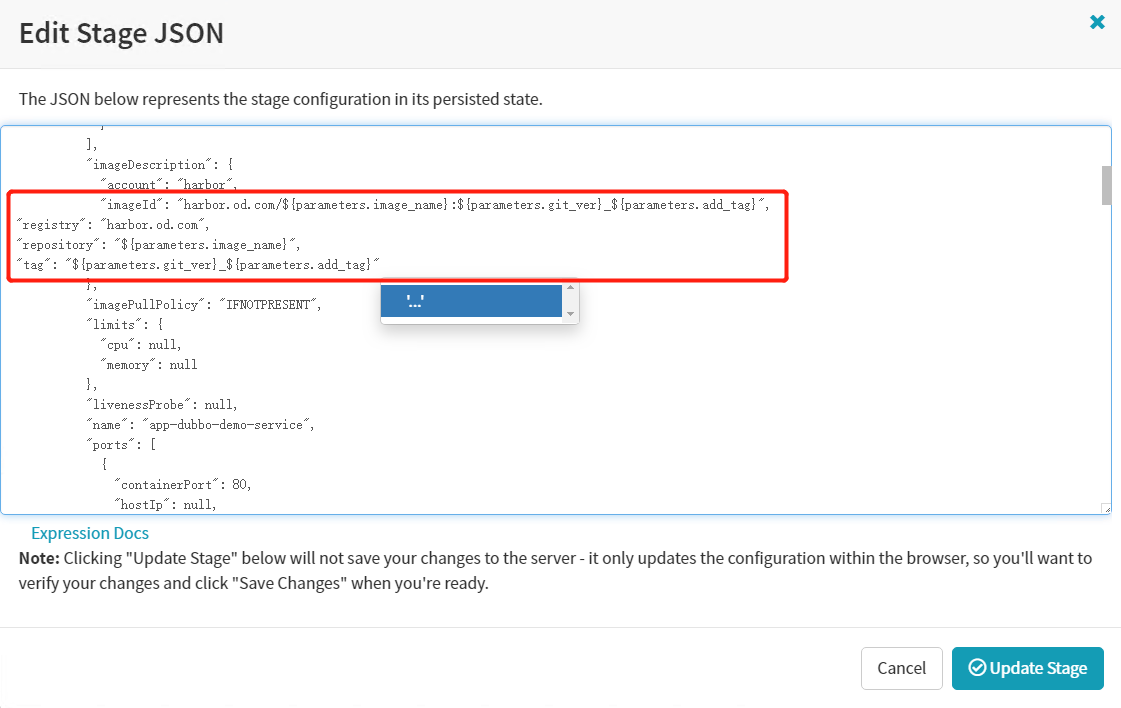 Edit Stage JSON
The JSON below represents the stage configuration in its persisted state.
],
"imageDescription": {
"account": "harbor",
"imageId": "harbor.od.com/${parameters.image_name}:${parameters.git_ver}_${parameters.add_tag}",
"registry": "harbor.od.com",
"repository": "${parameters.image_name}",
"tag": "${parameters.git_ver}_${parameters.add_tag}"
},
'...'
"imagePullPolicy": "IFNOTPRESENT",
"limits": {
"cpu": null,
"memory": null
},
"livenessProbe": null,
"name": "app-dubbo-demo-service",
"ports": [
{
"containerPort": 80,
"hostIp": null,
Expression Docs
Note: Clicking "Update Stage" below will not save your changes to the server - it only updates the configuration within the browser, so you'll want to
verify your changes and click "Save Changes" when you're ready.
Cancel
Update Stage